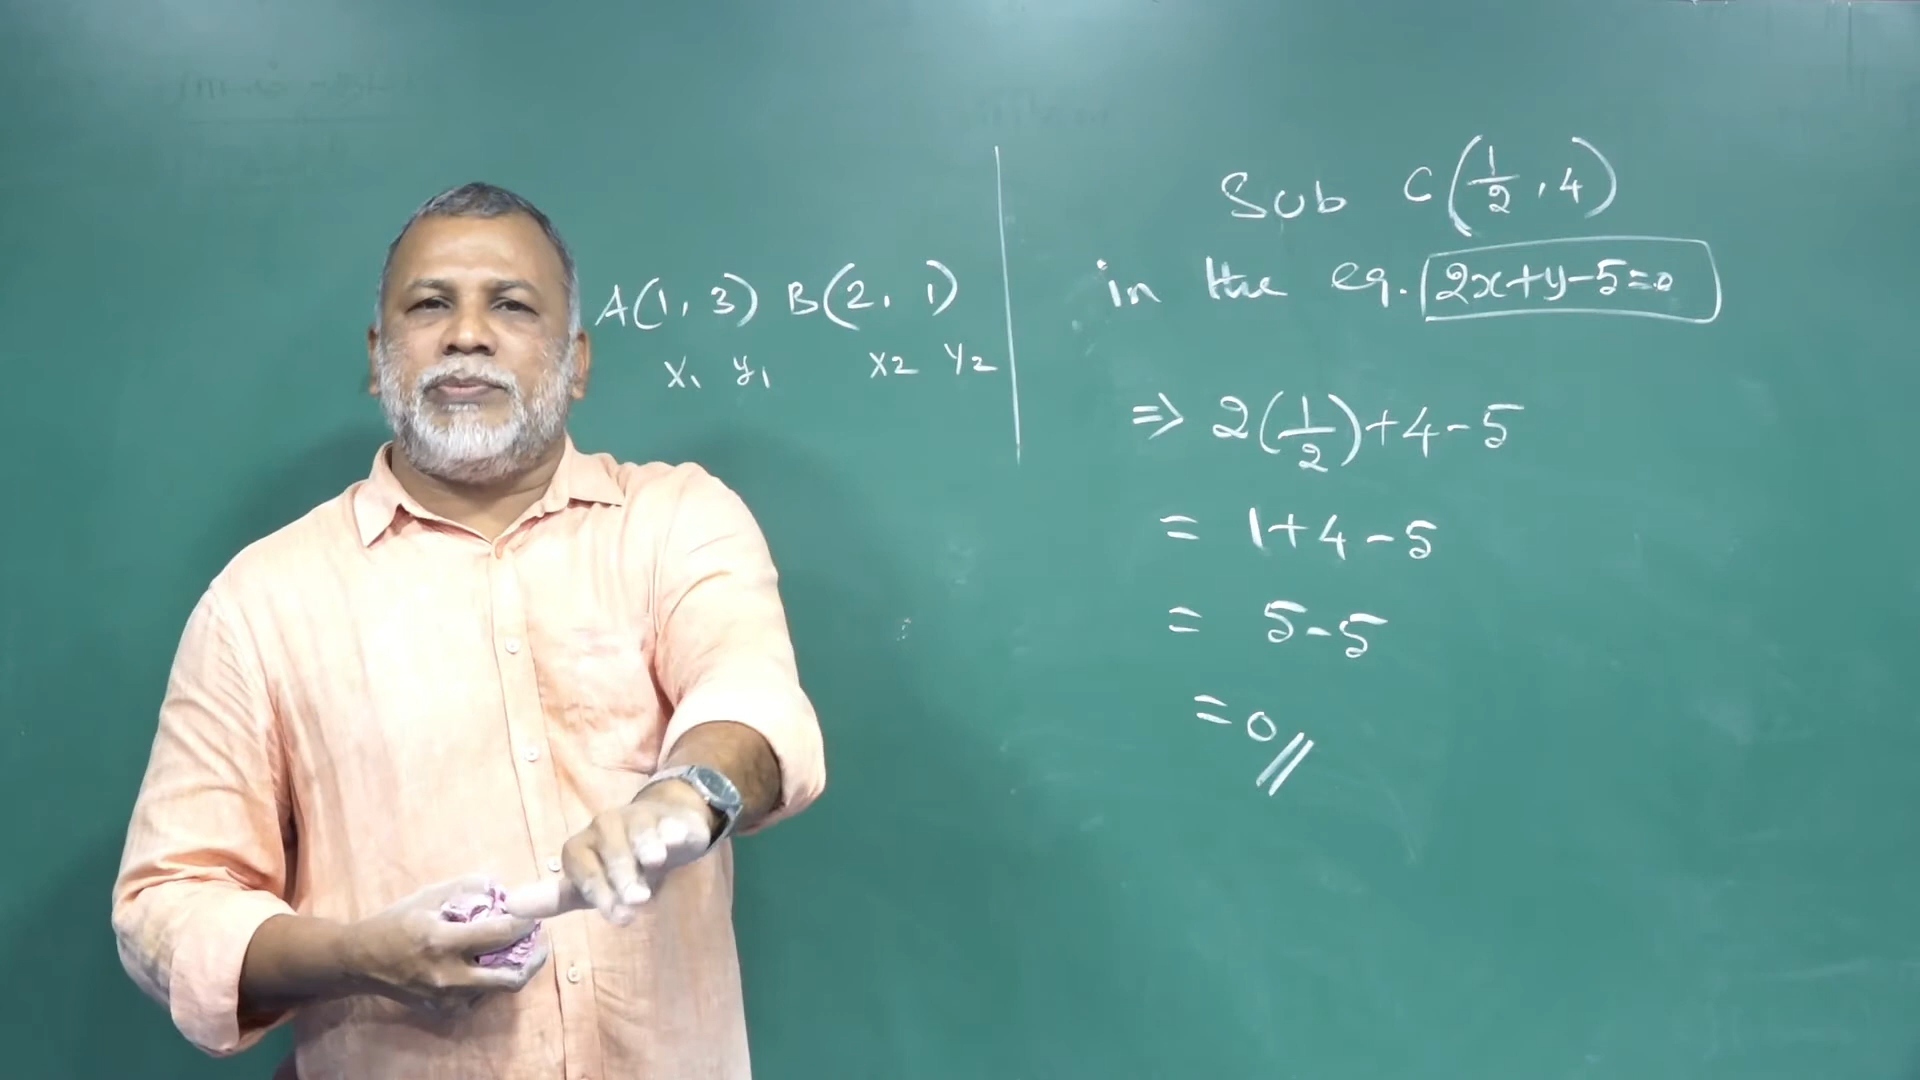 A(1, 3) B(2, 1)
x1 y1 x2 y2
Sub C(1/2, 4)
in the eq. 2x+y-5=0
=> 2(1/2)+4-5
= 1+4-5
= 5-5
= 0//